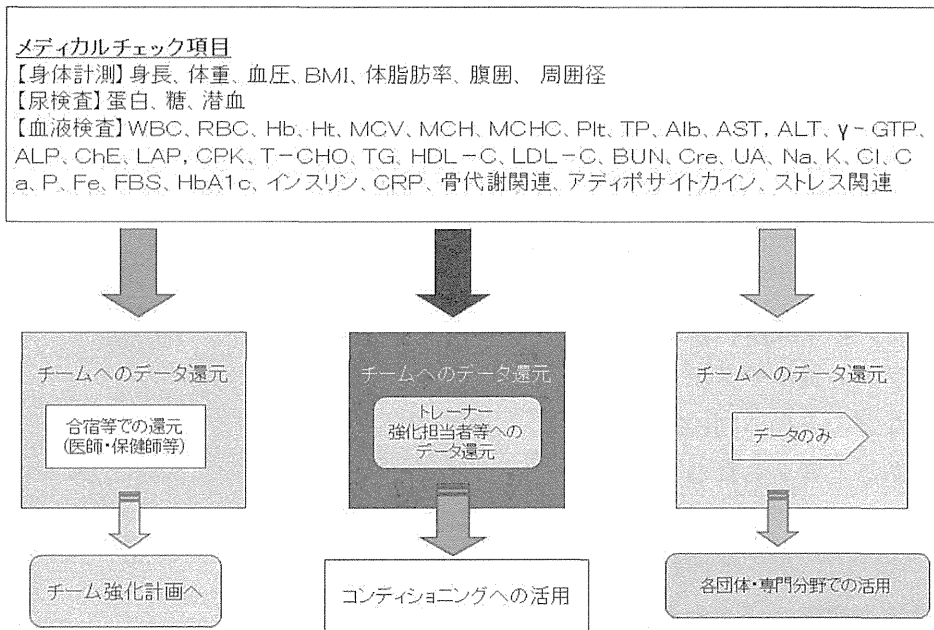 メディカルチェック項目
【身体計測】身長、体重、血圧、BMI、体脂肪率、腹囲、 周囲径
【尿検査】蛋白、糖、潜血
【血液検査】WBC、RBC、Hb、Ht、MCV、MCH、MCHC、Plt、TP、Alb、AST, ALT、γ-GTP、
ALP、ChE、LAP, CPK、T-CHO、TG、HDL-C、LDL-C、BUN、Cre、UA、Na、K、Cl、C
a、P、Fe、FBS、HbA1c、インスリン、CRP、骨代謝関連、アディポサイトカイン、ストレス関連
チームへのデータ還元
合宿等での還元
(医師・保健師等)
チーム強化計画へ
チームへのデータ還元
トレーナー
強化担当者等への
データ還元
コンディショニングへの活用
チームへのデータ還元
データのみ
各団体・専門分野での活用